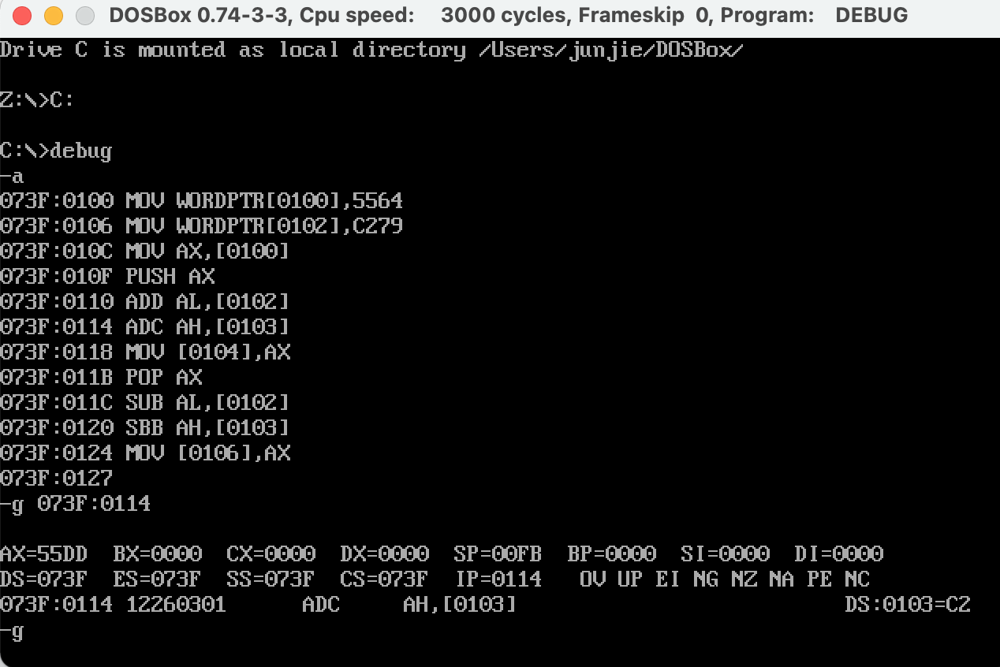 DOSBox 0.74-3-3, Cpu speed: 3000 cycles, Frameskip 0, Program: DEBUG
Drive C is mounted as local directory /Users/junjie/DOSBox/
Z:\>C:
C:\>debug
-a
073F:0100 MOV WORDPTR[0100],5564
073F:0106 MOV WORDPTR[0102],C279
073F:010C MOV AX,[0100]
073F:010F PUSH AX
073F:0110 ADD AL,[0102]
073F:0114 ADC AH,[0103]
073F:0118 MOV [0104],AX
073F:011B POP AX
073F:011C SUB AL,[0102]
073F:0120 SBB AH,[0103]
073F:0124 MOV [0106],AX
073F:0127
-g 073F:0114
AX=55DD BX=0000 CX=0000 DX=0000 SP=00FB BP=0000 SI=0000 DI=0000
DS=073F ES=073F SS=073F CS=073F IP=0114 OV UP EI NG NZ NA PE NC
073F:0114 12260301 ADC AH,[0103] DS:0103=C2
-g